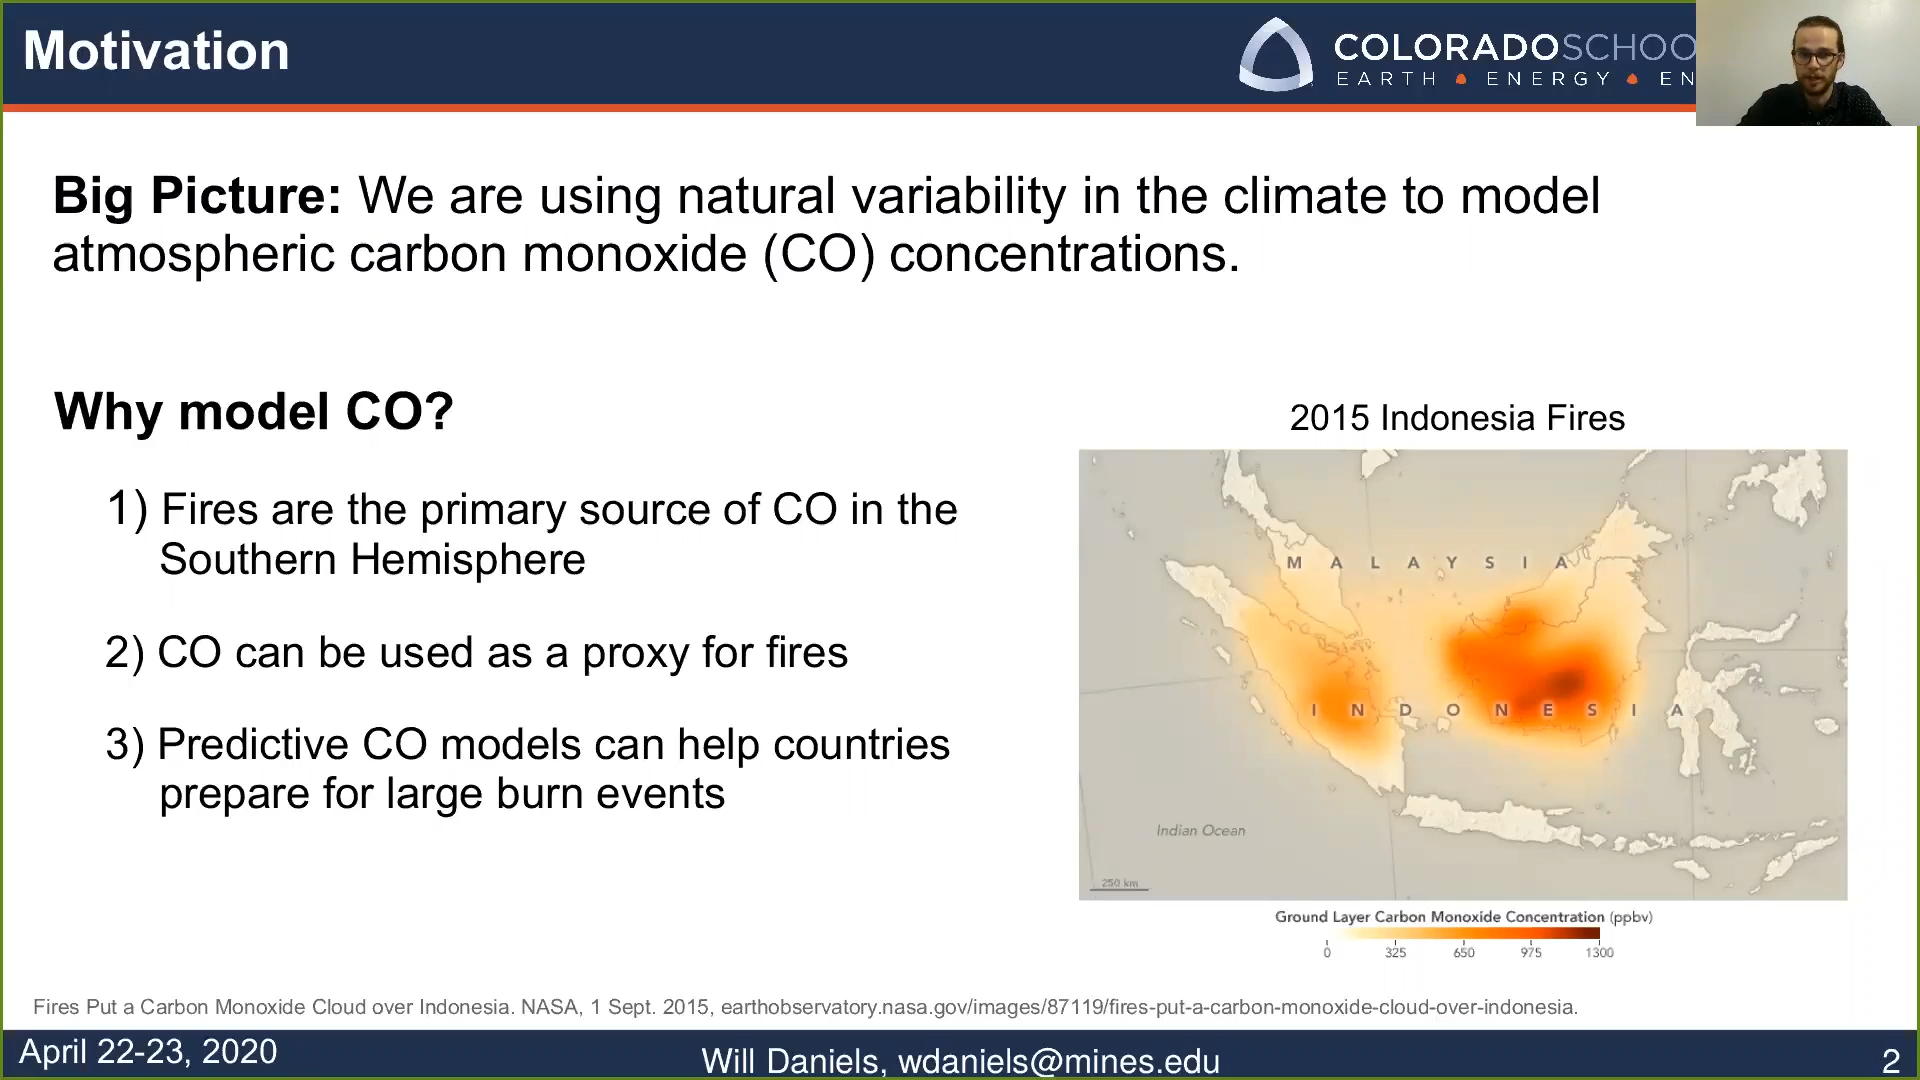 Motivation
COLORADOSCHOO
EARTH • ENERGY • EN
Big Picture: We are using natural variability in the climate to model
atmospheric carbon monoxide (CO) concentrations.
Why model CO?
1) Fires are the primary source of CO in the
Southern Hemisphere
2) CO can be used as a proxy for fires
3) Predictive CO models can help countries
prepare for large burn events
2015 Indonesia Fires
MALAYSIA
INDONESIA
Indian Ocean
250 km
Ground Layer Carbon Monoxide Concentration (ppbv)
0 325 650 975 1300
Fires Put a Carbon Monoxide Cloud over Indonesia. NASA, 1 Sept. 2015, earthobservatory.nasa.gov/images/87119/fires-put-a-carbon-monoxide-cloud-over-indonesia.
April 22-23, 2020
Will Daniels, wdaniels@mines.edu
2